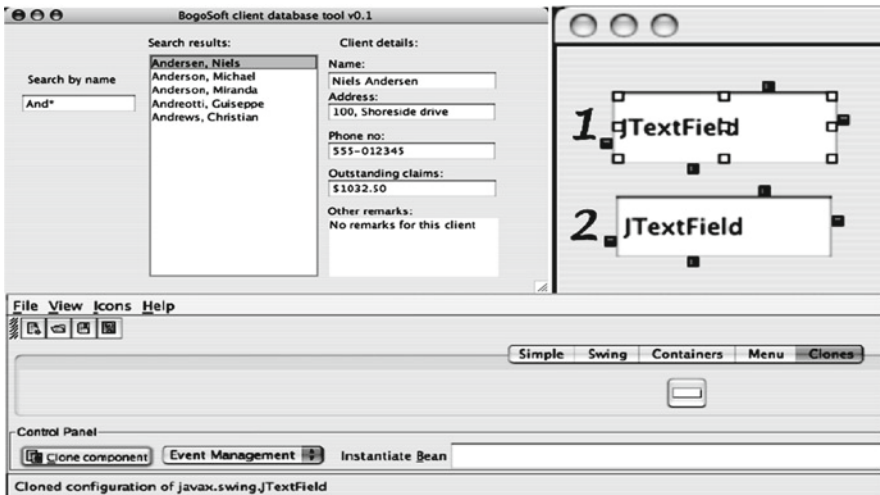 BogoSoft client database tool v0.1
Search by name
And*
Search results:
Andersen, Niels
Anderson, Michael
Anderson, Miranda
Andreotti, Guiseppe
Andrews, Christian
Client details:
Name:
Niels Andersen
Address:
100, Shoreside drive
Phone no:
555-012345
Outstanding claims:
$1032.50
Other remarks:
No remarks for this client
1
JTextField
2
JTextField
File View Icons Help
Simple Swing Containers Menu Clones
Control Panel
Clone component Event Management Instantiate Bean
Cloned configuration of javax.swing.JTextField